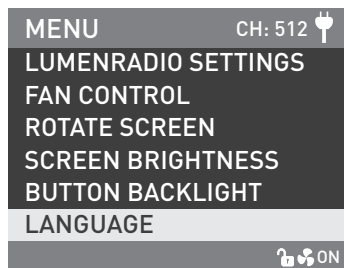 MENU CH: 512
LUMENRADIO SETTINGS
FAN CONTROL
ROTATE SCREEN
SCREEN BRIGHTNESS
BUTTON BACKLIGHT
LANGUAGE
ON